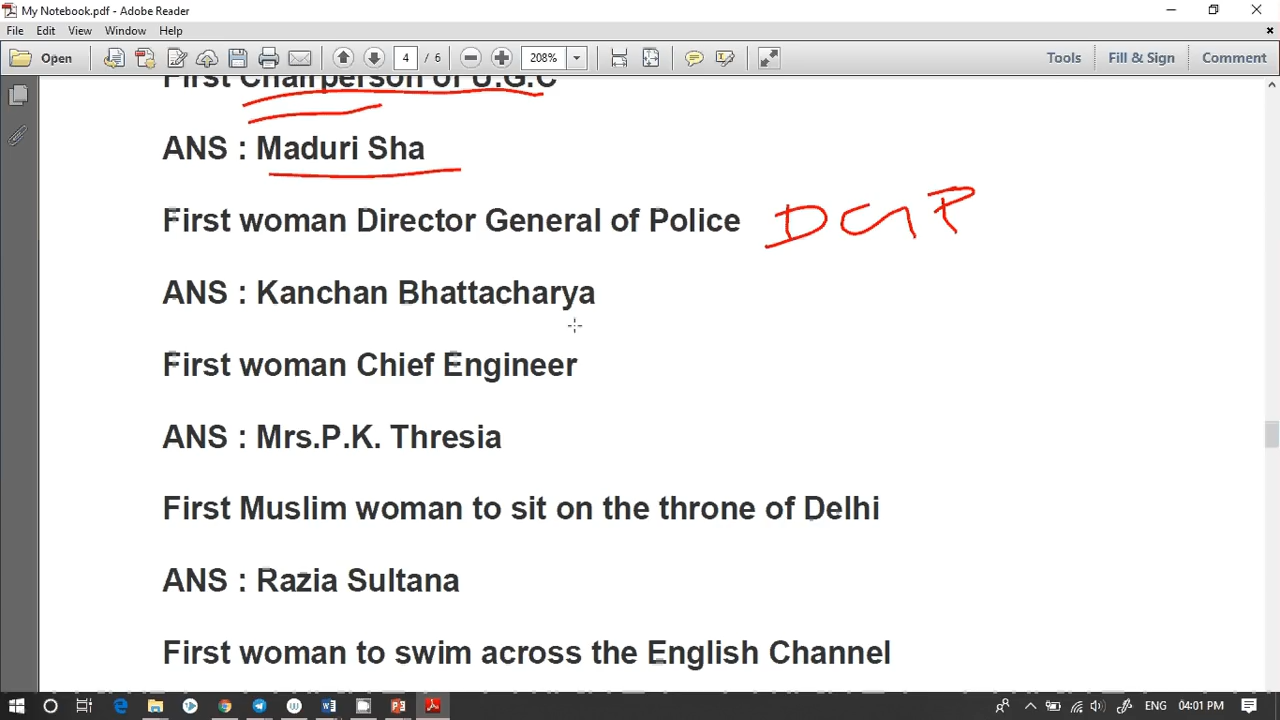 My Notebook.pdf - Adobe Reader
File Edit View Window Help
Open 4 / 6 208% Tools Fill & Sign Comment
First Chairperson of U.G.C
ANS : Maduri Sha
First woman Director General of Police DGP
ANS : Kanchan Bhattacharya
First woman Chief Engineer
ANS : Mrs.P.K. Thresia
First Muslim woman to sit on the throne of Delhi
ANS : Razia Sultana
First woman to swim across the English Channel
ENG 04:01 PM